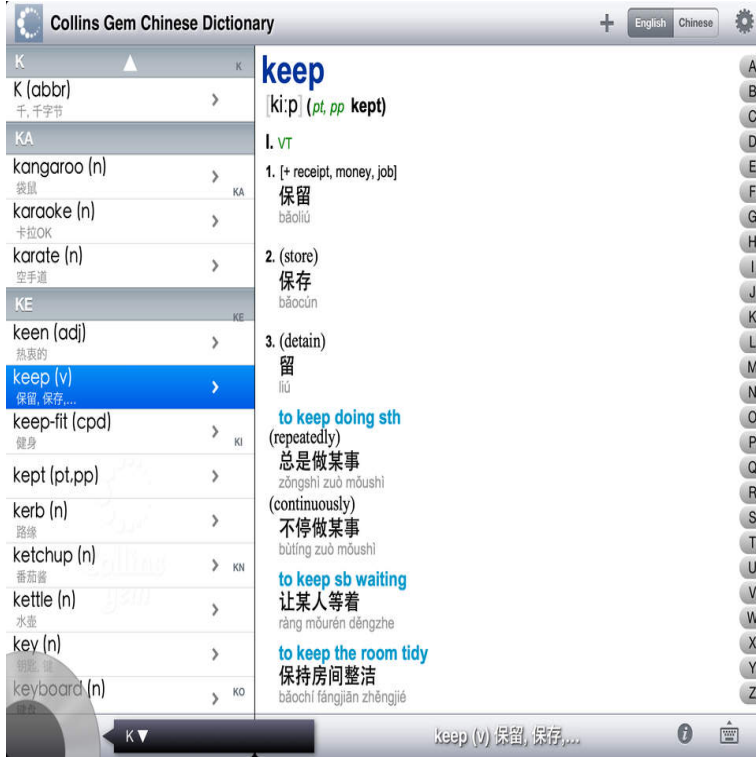 Collins Gem Chinese Dictionary
English Chinese
K K
K (abbr)
千, 千字节
KA
kangaroo (n)
袋鼠
KA
karaoke (n)
卡拉OK
karate (n)
空手道
KE
KE
keen (adj)
热衷的
keep (v)
保留, 保存,...
keep-fit (cpd)
健身
KI
kept (pt,pp)
kerb (n)
路缘
ketchup (n)
番茄酱
KN
kettle (n)
水壶
key (n)
钥匙, 键
keyboard (n)
键盘
KO
Collins
gem
K
keep
[ki:p] (pt, pp kept)
I. VT
1. [+ receipt, money, job]
保留
bǎoliú
2. (store)
保存
bǎocún
3. (detain)
留
liú
to keep doing sth
(repeatedly)
总是做某事
zǒngshì zuò mǒushì
(continuously)
不停做某事
bùtíng zuò mǒushì
to keep sb waiting
让某人等着
ràng mǒurén děngzhe
to keep the room tidy
保持房间整洁
bǎochí fángjiān zhěngjié
keep (v) 保留, 保存,...
A
B
C
D
E
F
G
H
I
J
K
L
M
N
O
P
Q
R
S
T
U
V
W
X
Y
Z